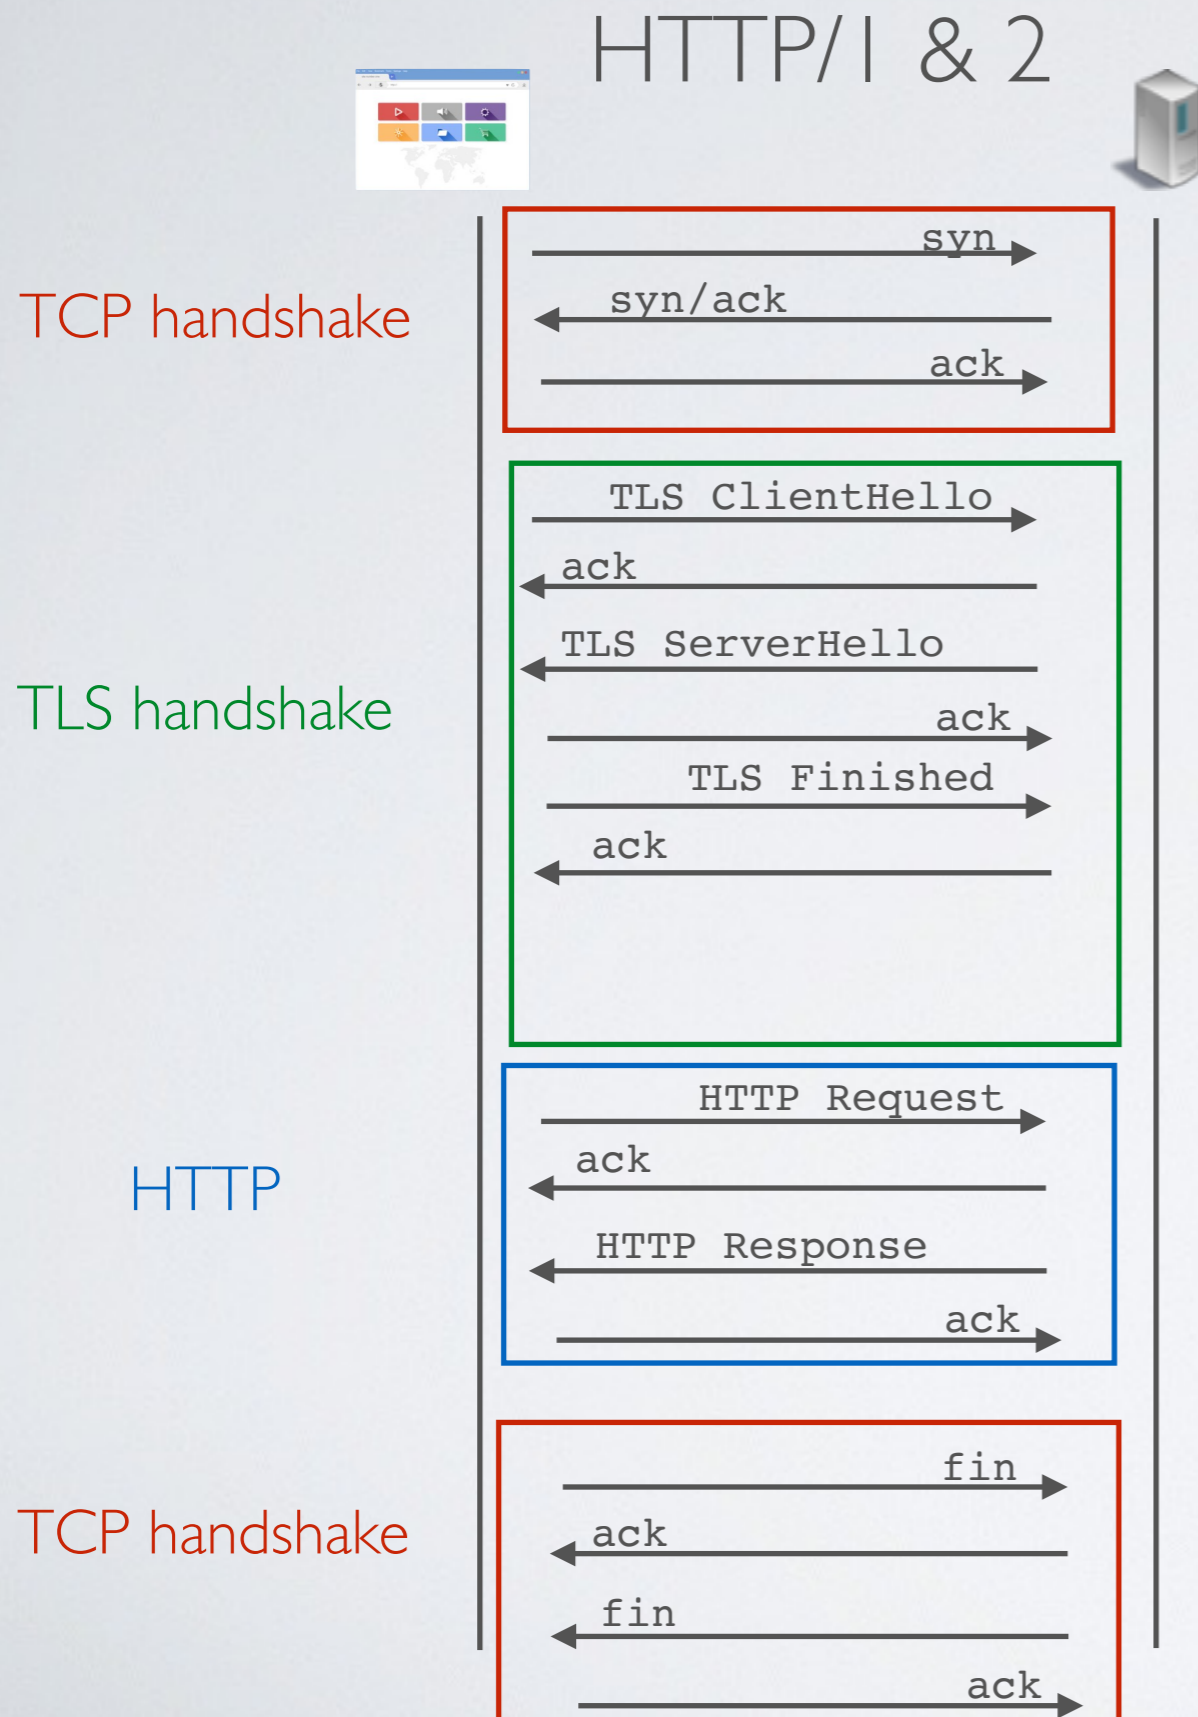 HTTP/1 & 2
TCP handshake
syn
syn/ack
ack
TLS handshake
TLS ClientHello
ack
TLS ServerHello
ack
TLS Finished
ack
HTTP
HTTP Request
ack
HTTP Response
ack
TCP handshake
fin
ack
fin
ack